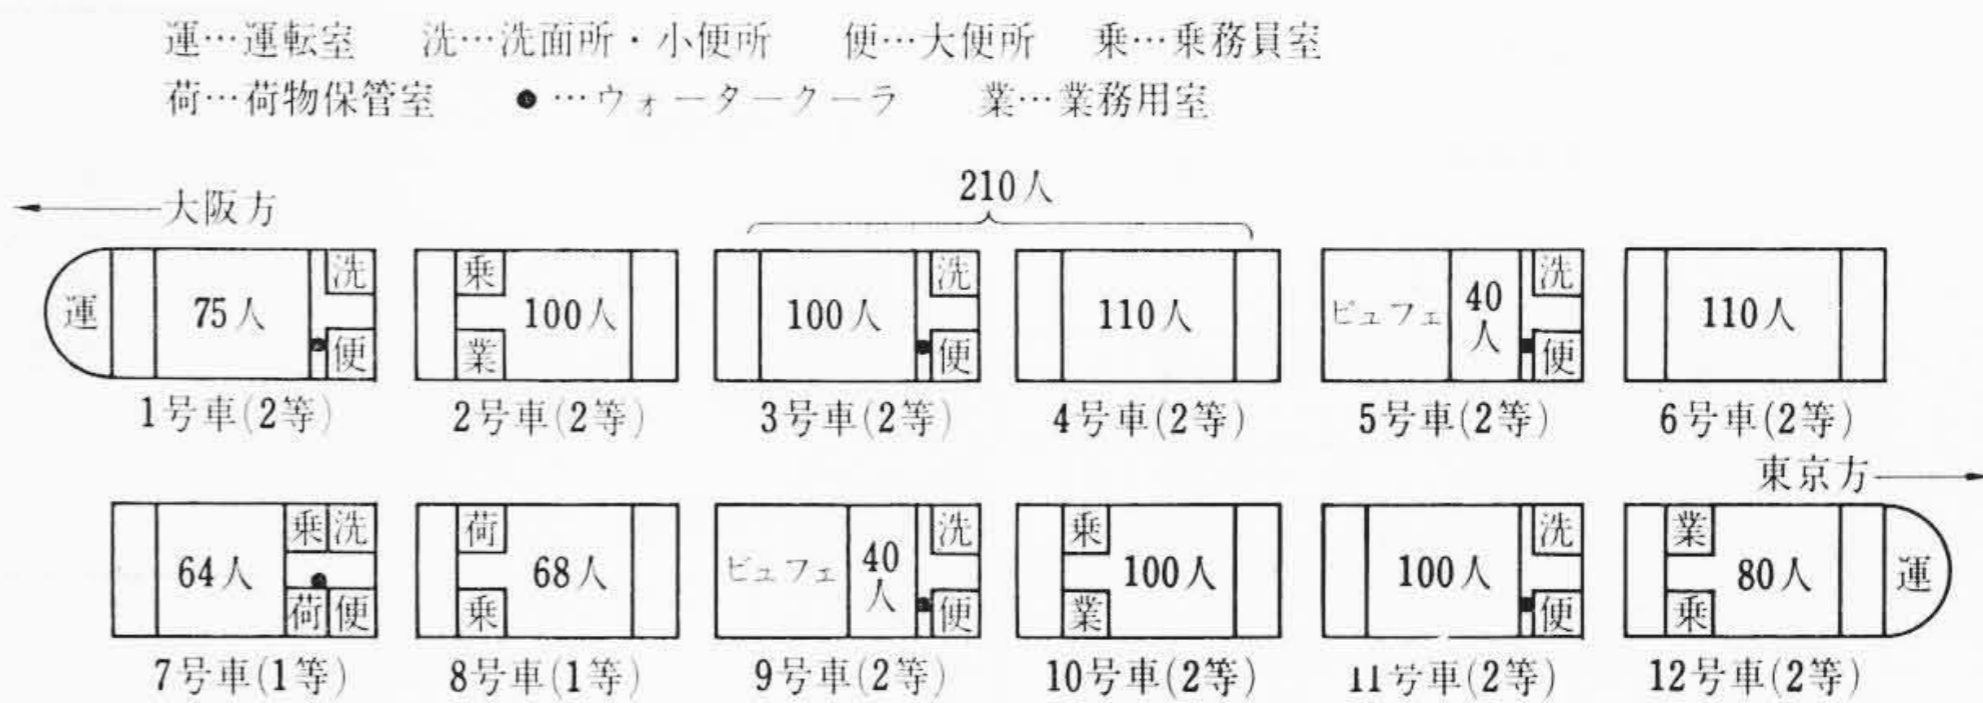 運…運転室 洗…洗面所・小便所 便…大便所 乗…乗務員室
荷…荷物保管室 ●…ウォータークーラ 業…業務用室
210人
大阪方
運 75人 洗 便 乗 業 100人 100人 洗 便 110人 ビュフェ 40人 洗 便 110人
1号車(2等) 2号車(2等) 3号車(2等) 4号車(2等) 5号車(2等) 6号車(2等)
東京方
64人 乗 洗 荷 便 荷 乗 68人 ビュフェ 40人 洗 便 乗 業 100人 100人 洗 便 業 乗 80人 運
7号車(1等) 8号車(1等) 9号車(2等) 10号車(2等) 11号車(2等) 12号車(2等)